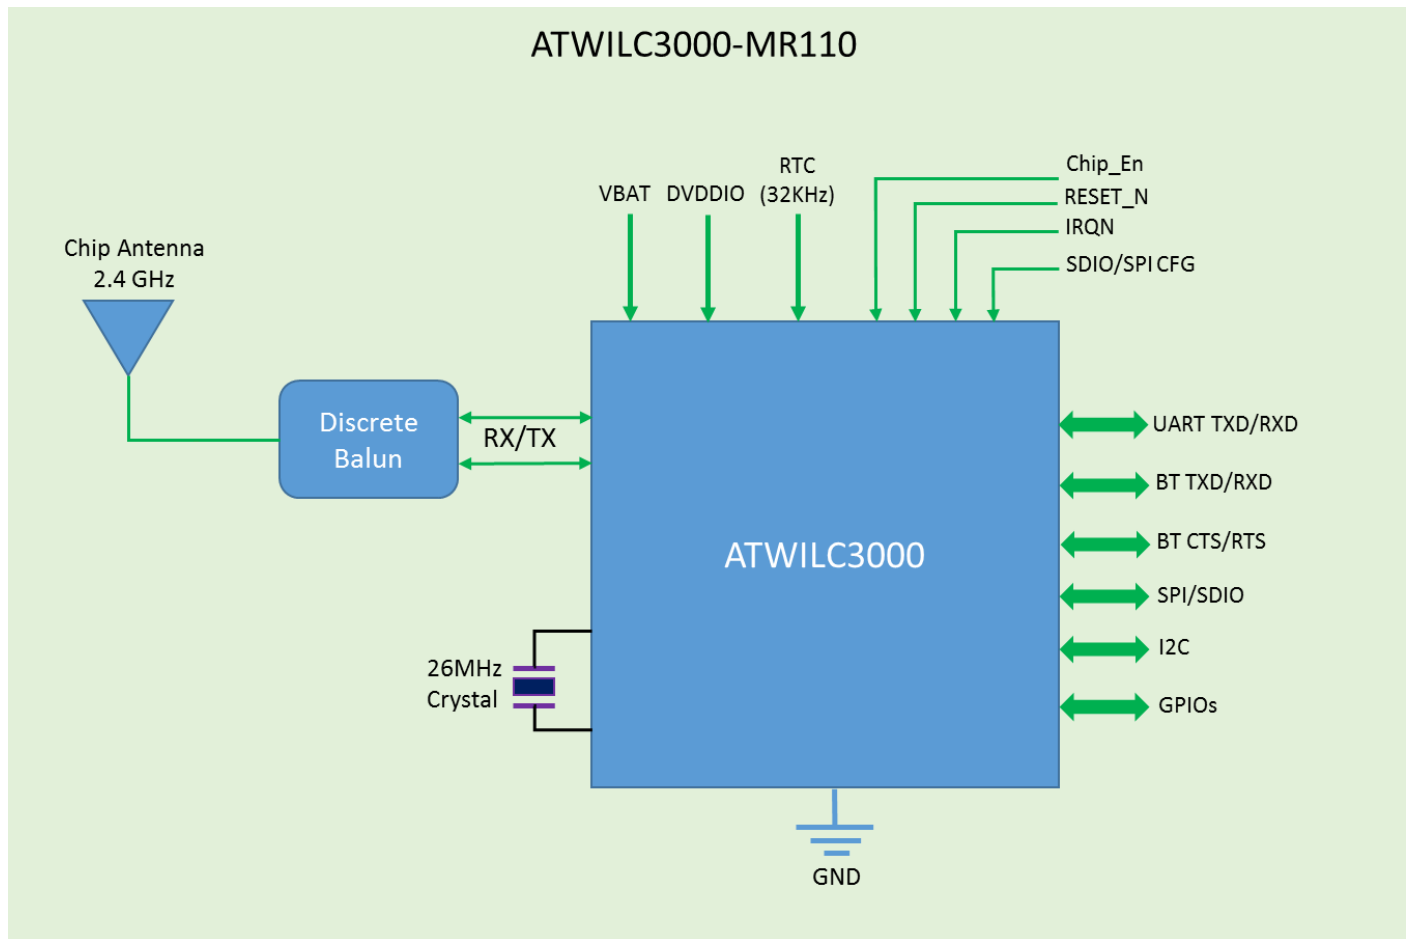 ATWILC3000-MR110
RTC
(32KHz)
VBAT
DVDDIO
Chip_En
RESET_N
IRQN
SDIO/SPI CFG
Chip Antenna
2.4 GHz
Discrete
Balun
RX/TX
ATWILC3000
UART TXD/RXD
BT TXD/RXD
BT CTS/RTS
SPI/SDIO
I2C
GPIOs
26MHz
Crystal
GND